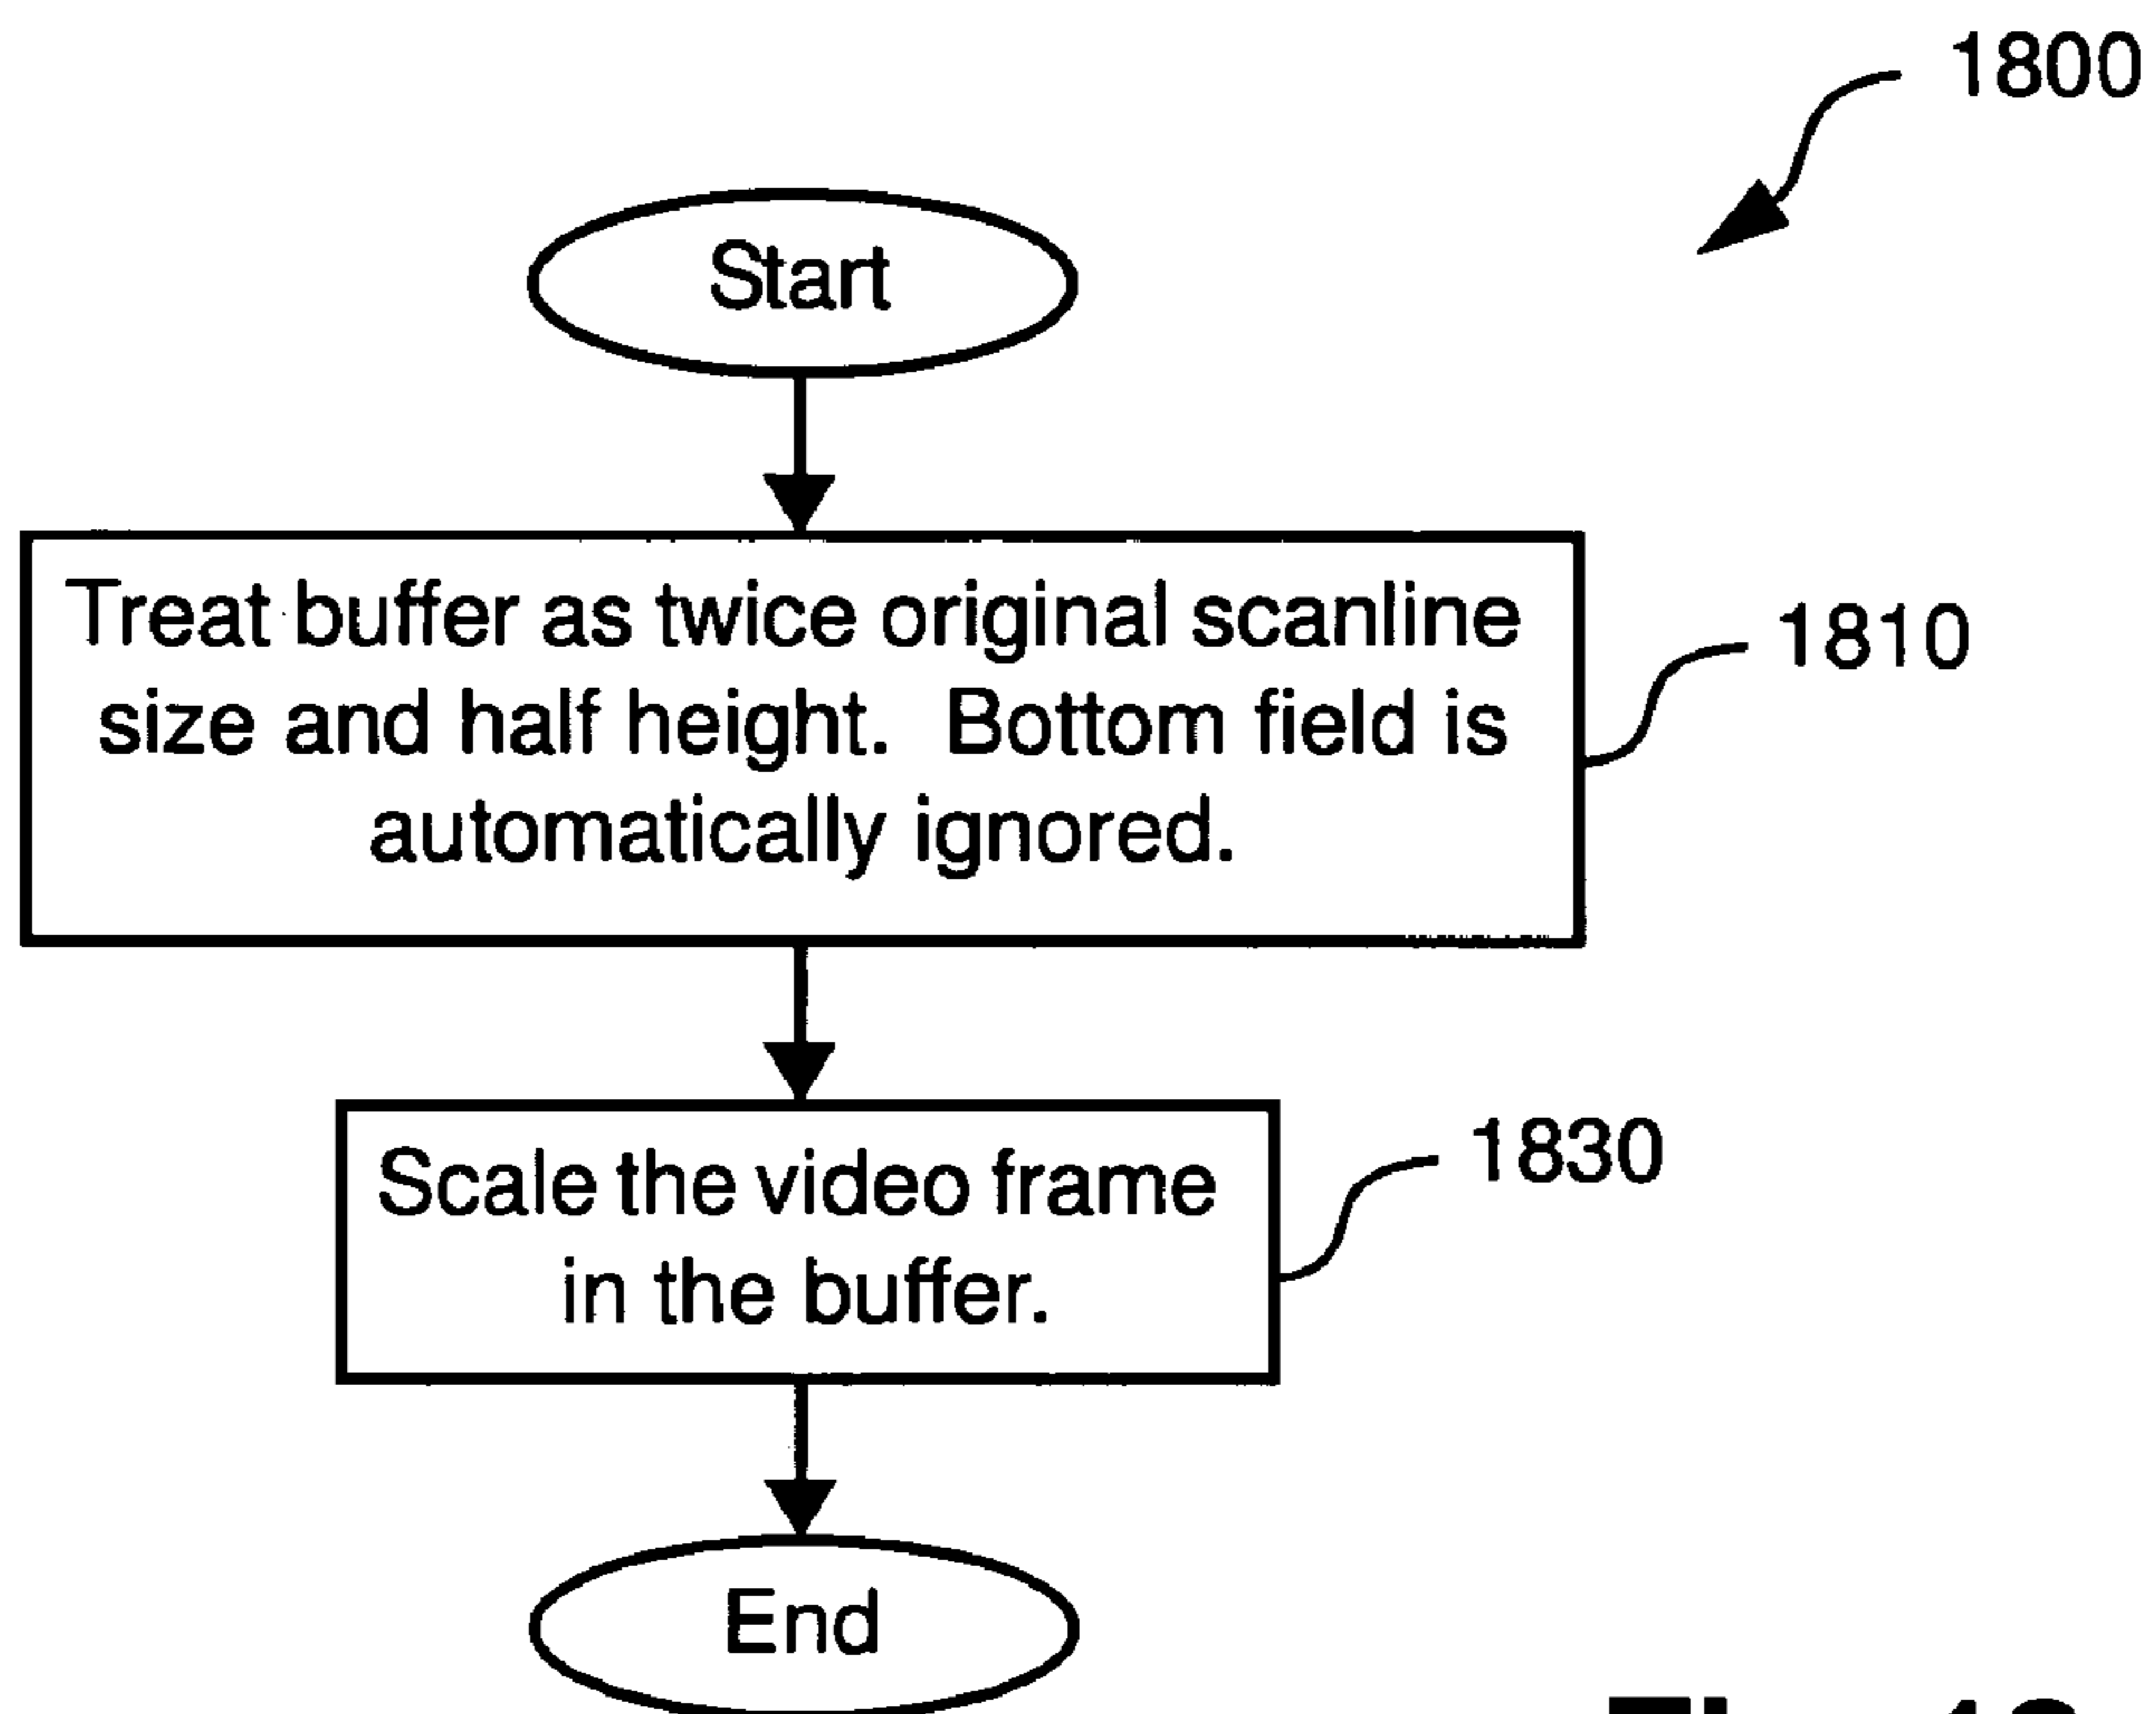 1800
Start
Treat buffer as twice original scanline
size and half height. Bottom field is
automatically ignored.
1810
Scale the video frame
in the buffer.
1830
End